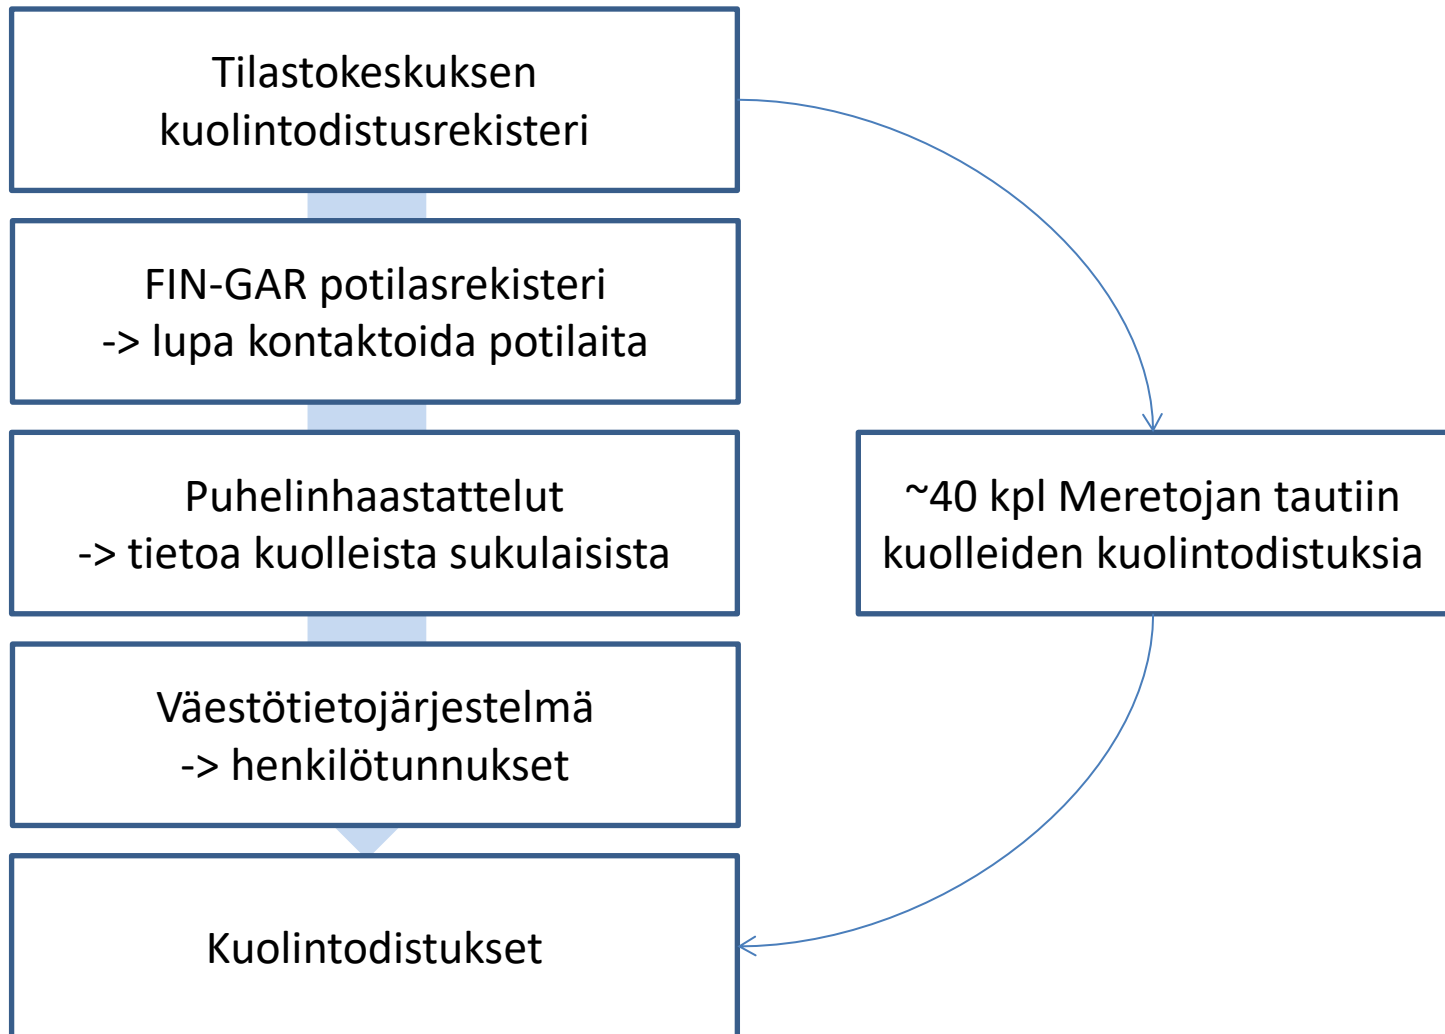 Tilastokeskuksen
kuolintodistusrekisteri
FIN-GAR potilasrekisteri
-> lupa kontaktoida potilaita
Puhelinhaastattelut
-> tietoa kuolleista sukulaisista
~40 kpl Meretojan tautiin
kuolleiden kuolintodistuksia
Väestötietojärjestelmä
-> henkilötunnukset
Kuolintodistukset